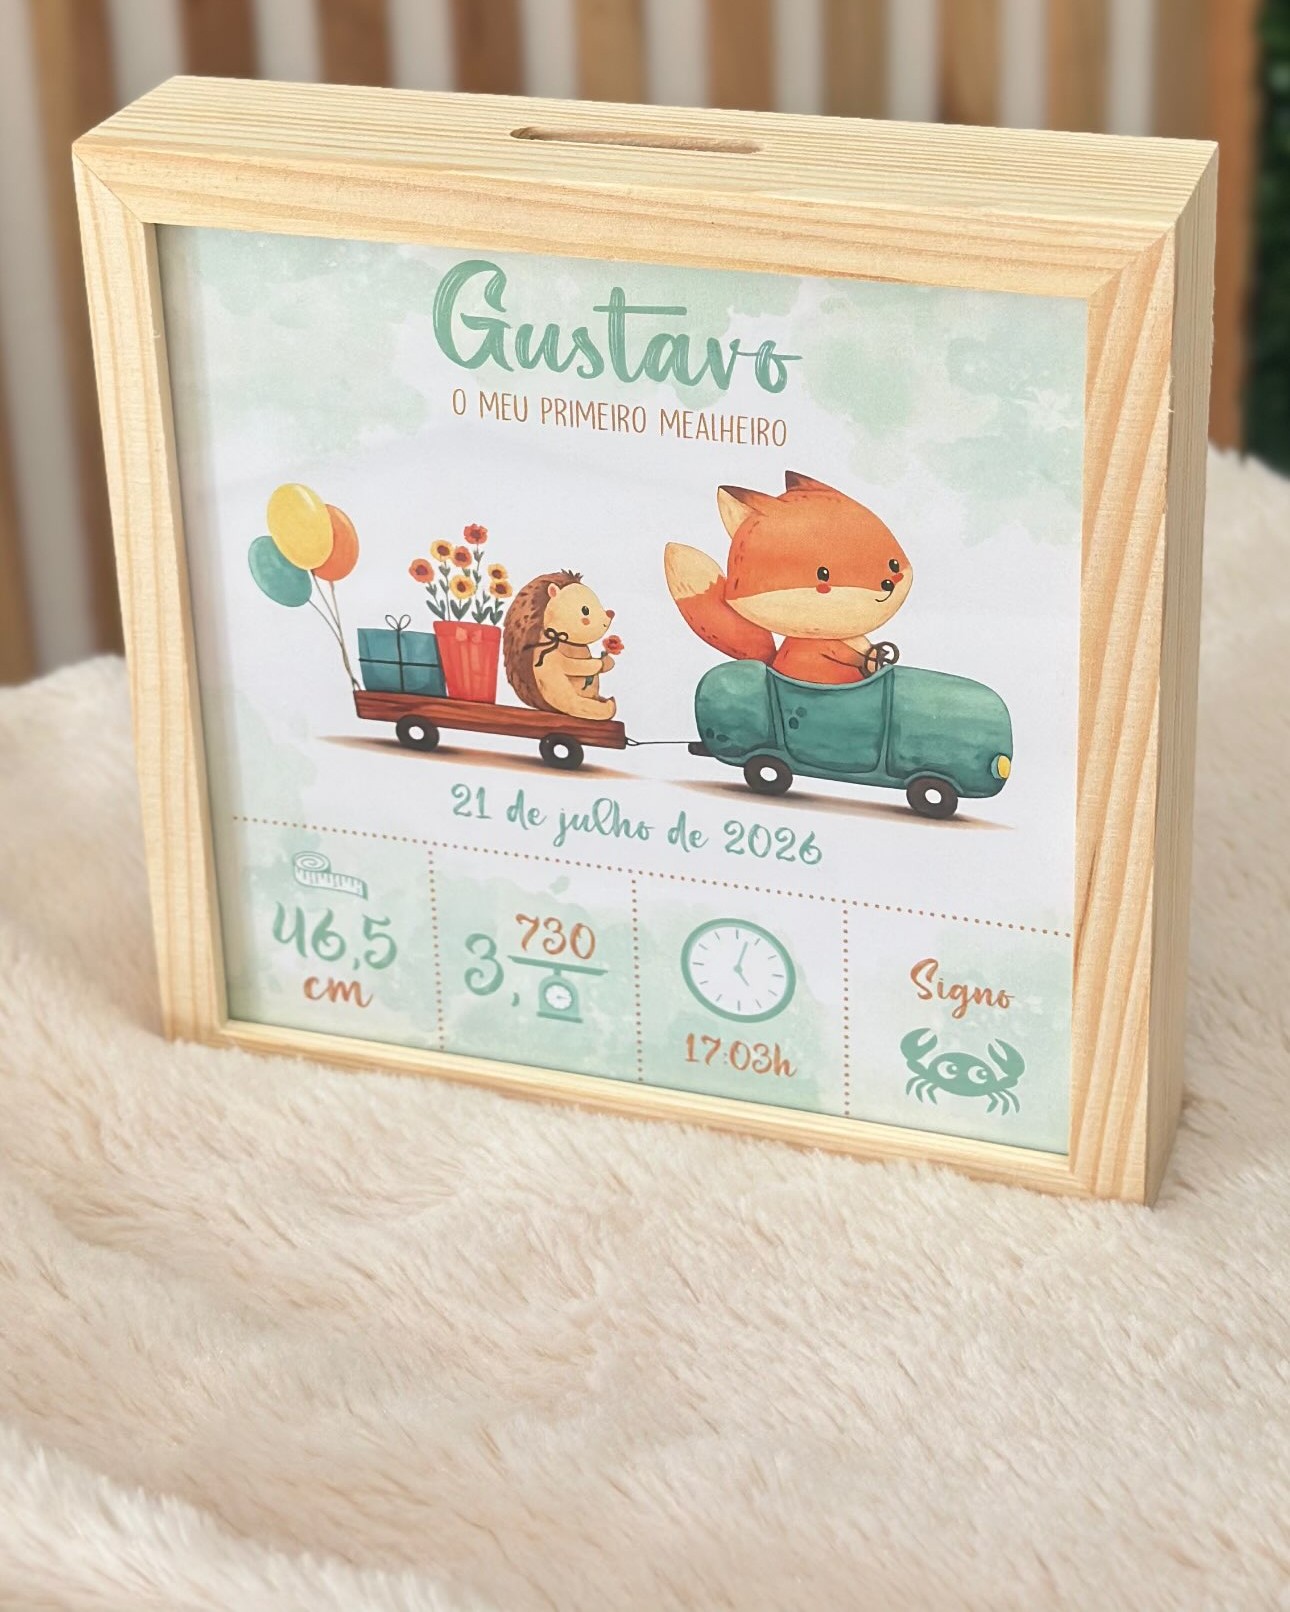 Gustavo
O MEU PRIMEIRO MEALHEIRO
21 de julho de 2026
46,5
cm
3,730
17:03h
Signo